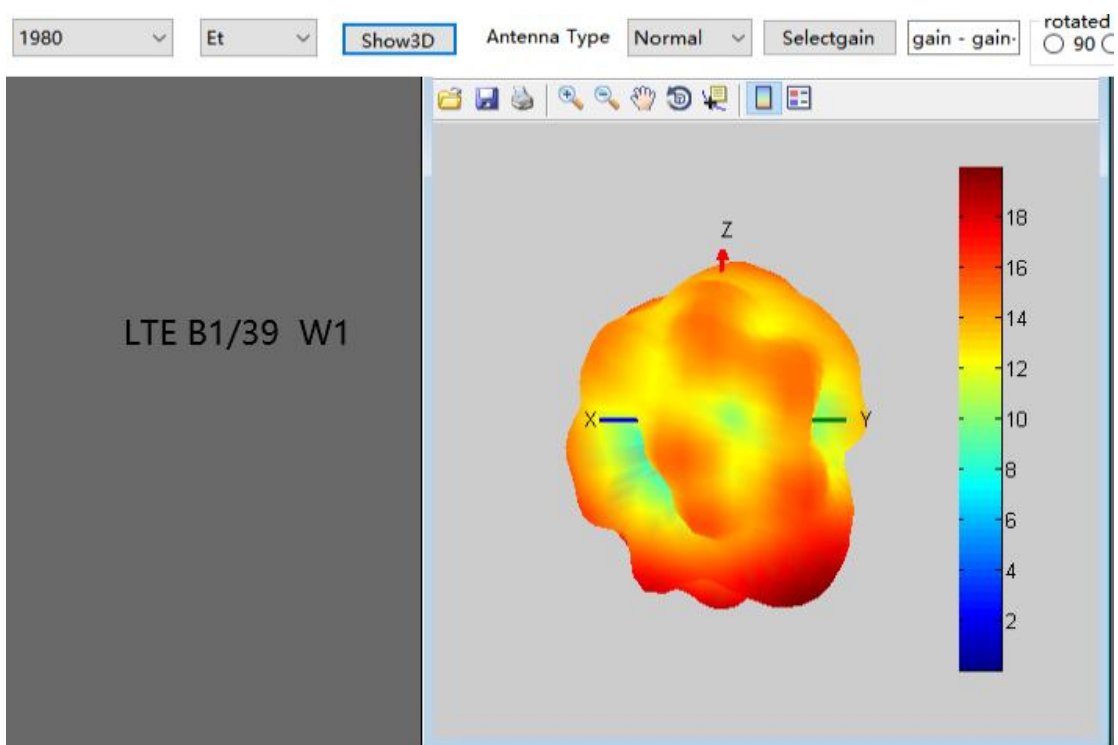 1980 Et Show3D Antenna Type Normal Selectgain gain - gain- rotated
90
Z
18
16
14
LTE B1/39 W1
12
X Y 10
8
6
4
2